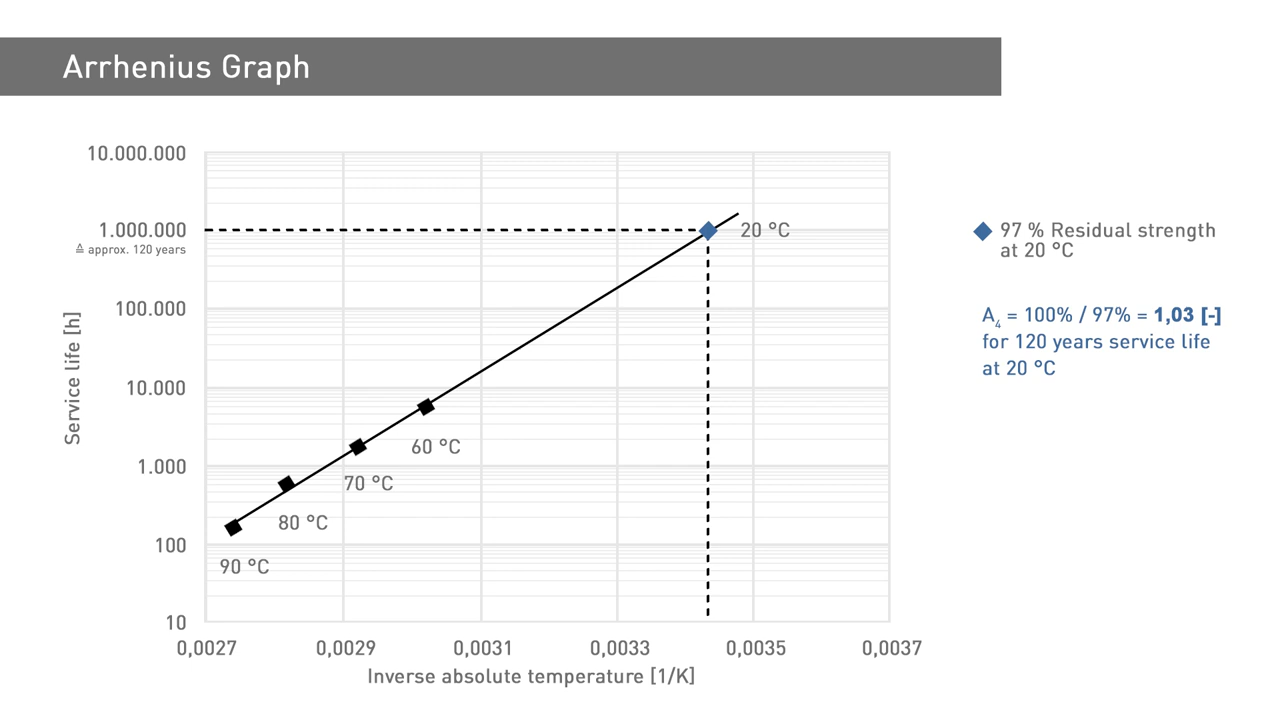 Arrhenius Graph
10.000.000
1.000.000
≙ approx. 120 years
100.000
10.000
1.000
100
10
Service life [h]
0,0027
0,0029
0,0031
0,0033
0,0035
0,0037
Inverse absolute temperature [1/K]
90 °C
80 °C
70 °C
60 °C
20 °C
97 % Residual strength
at 20 °C
A₄ = 100% / 97% = 1,03 [-]
for 120 years service life
at 20 °C